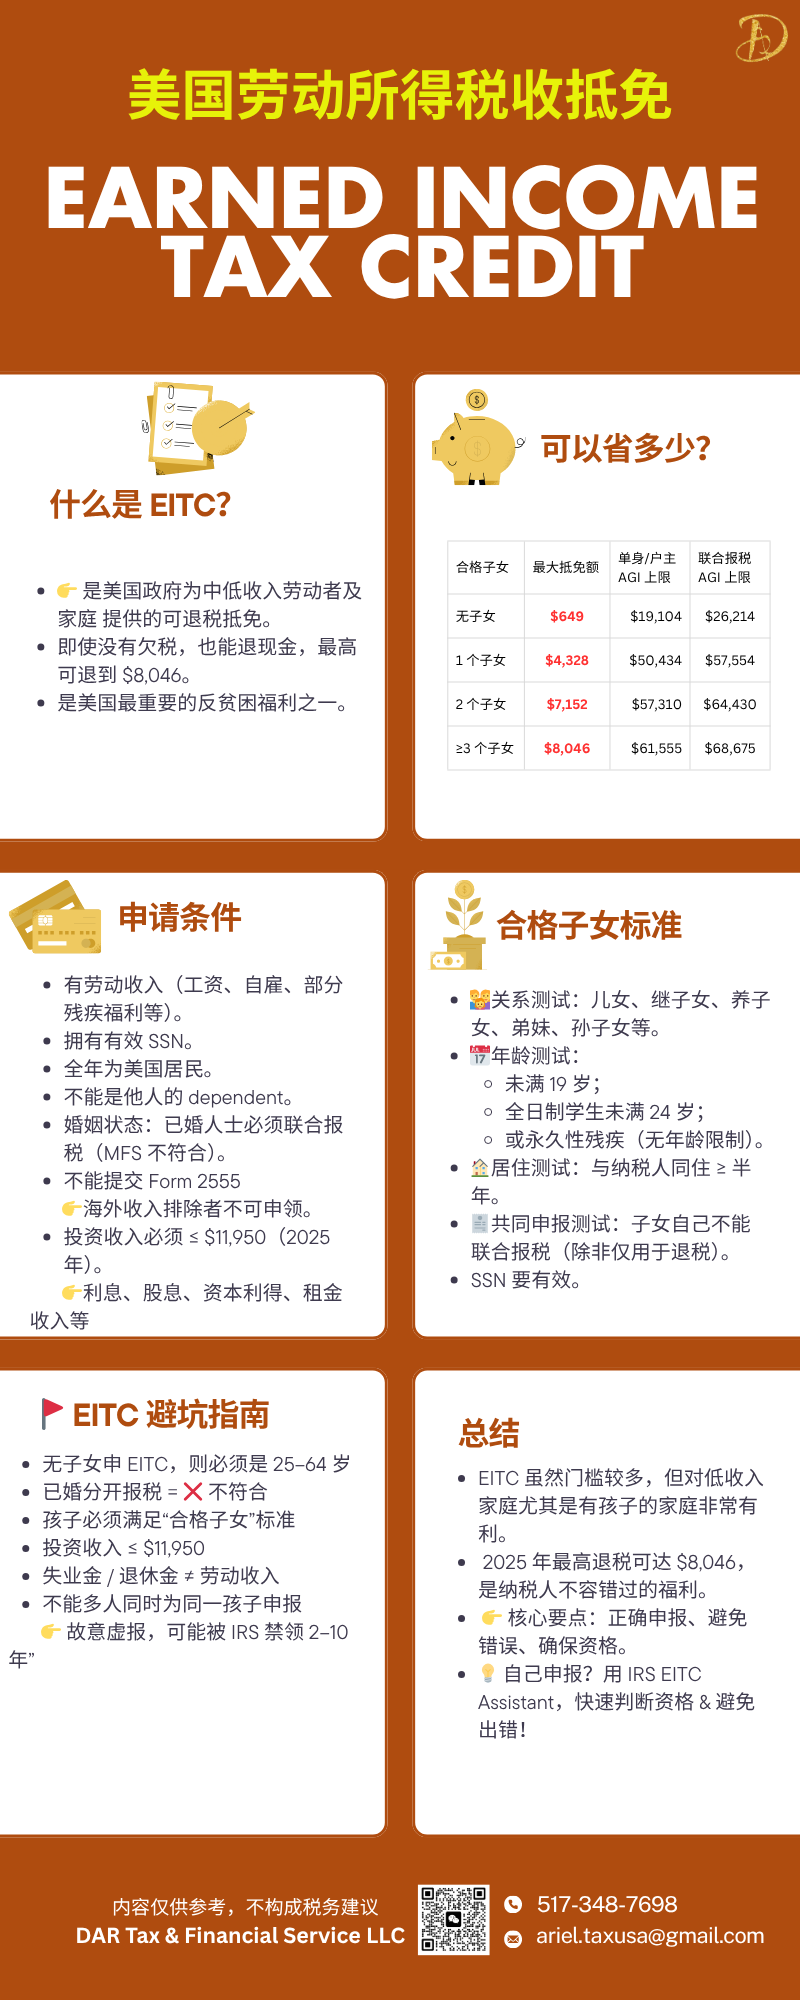 美国劳动所得税收抵免
EARNED INCOME
TAX CREDIT
什么是 EITC?
👉 是美国政府为中低收入劳动者及
家庭 提供的可退税抵免。
即使没有欠税，也能退现金，最高
可退到 $8,046。
是美国最重要的反贫困福利之一。
可以省多少?
合格子女 最大抵免额 单身/户主 AGI 上限 联合报税 AGI 上限
无子女 $649 $19,104 $26,214
1 个子女 $4,328 $50,434 $57,554
2 个子女 $7,152 $57,310 $64,430
≥3 个子女 $8,046 $61,555 $68,675
申请条件
有劳动收入（工资、自雇、部分
残疾福利等）。
拥有有效 SSN。
全年为美国居民。
不能是他人的 dependent。
婚姻状态：已婚人士必须联合报
税（MFS 不符合）。
不能提交 Form 2555
👉海外收入排除者不可申领。
投资收入必须 ≤ $11,950（2025
年）。
👉利息、股息、资本利得、租金
收入等
合格子女标准
关系测试：儿女、继子女、养子
女、弟妹、孙子女等。
📅年龄测试：
未满 19 岁；
全日制学生未满 24 岁；
或永久性残疾（无年龄限制）。
🏠居住测试：与纳税人同住 ≥ 半
年。
🧾共同申报测试：子女自己不能
联合报税（除非仅用于退税）。
SSN 要有效。
🚩EITC 避坑指南
无子女申 EITC，则必须是 25–64 岁
已婚分开报税 = ❌ 不符合
孩子必须满足“合格子女”标准
投资收入 ≤ $11,950
失业金 / 退休金 ≠ 劳动收入
不能多人同时为同一孩子申报
👉 故意虚报，可能被 IRS 禁领 2–10
年”
总结
EITC 虽然门槛较多，但对低收入
家庭尤其是有孩子的家庭非常有
利。
2025 年最高退税可达 $8,046，
是纳税人不容错过的福利。
👉 核心要点：正确申报、避免
错误、确保资格。
💡 自己申报？用 IRS EITC
Assistant，快速判断资格 & 避免
出错！
内容仅供参考，不构成税务建议
DAR Tax & Financial Service LLC
517-348-7698
ariel.taxusa@gmail.com